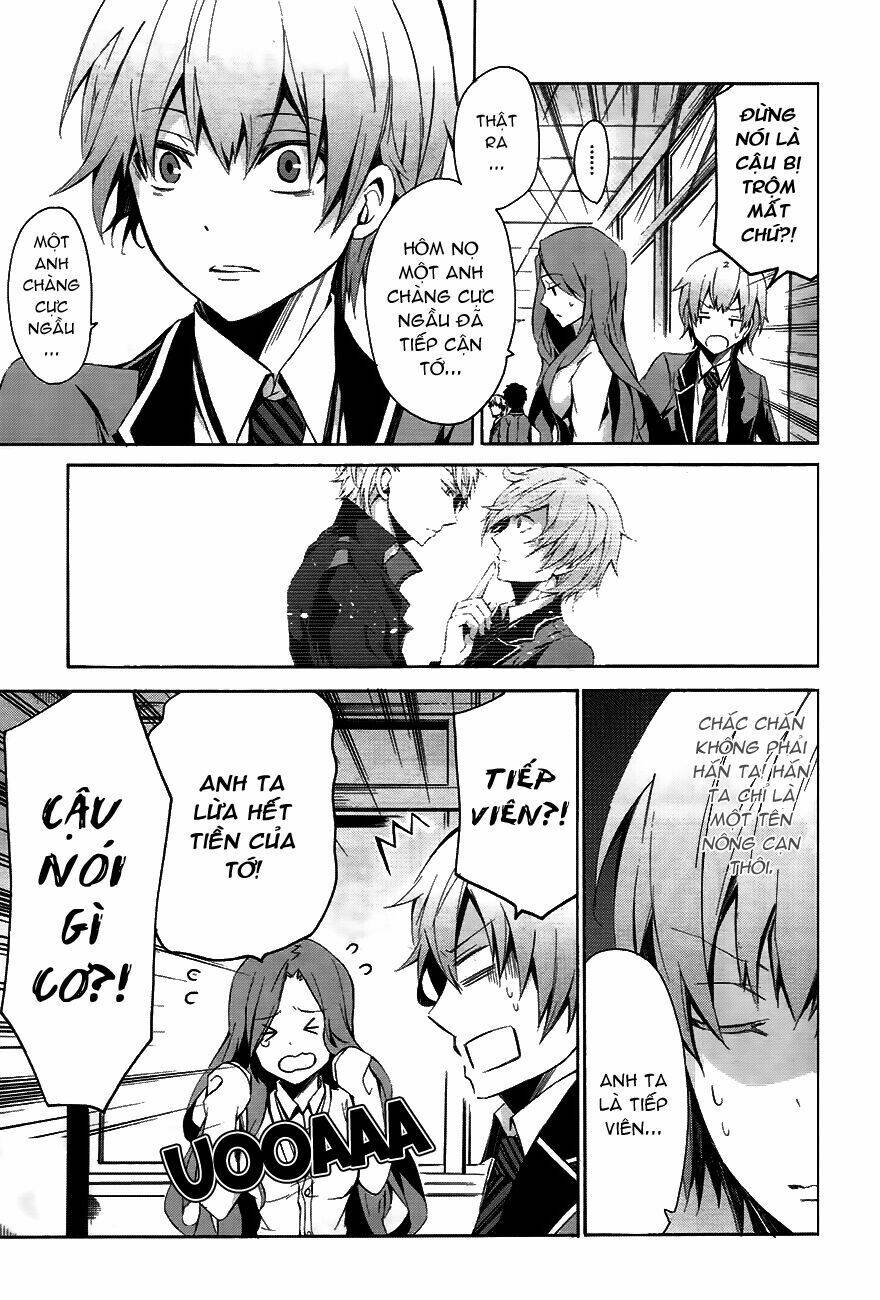 ĐỪNG
NÓI LÀ
CẬU BỊ
TRỘM
MẤT
CHỨ?!
......
THẬT
RA
...
HÔM NỌ
MỘT ANH
CHÀNG CỰC
NGẦU ĐÃ
TIẾP CẬN
TỚ...
MỘT
ANH
CHÀNG
CỰC
NGẦU
...
CHẮC CHẮN
KHÔNG PHẢI
HẮN TA! HẮN
TA CHỈ LÀ
MỘT TÊN
NÔNG CẠN
THÔI.
ANH TA
LÀ TIẾP
VIÊN...
TIẾP
VIÊN?!
ANH TA
LỪA HẾT
TIỀN CỦA
TỚ!
UOOAAA
CẬU
NÓI
GÌ
CƠ?!